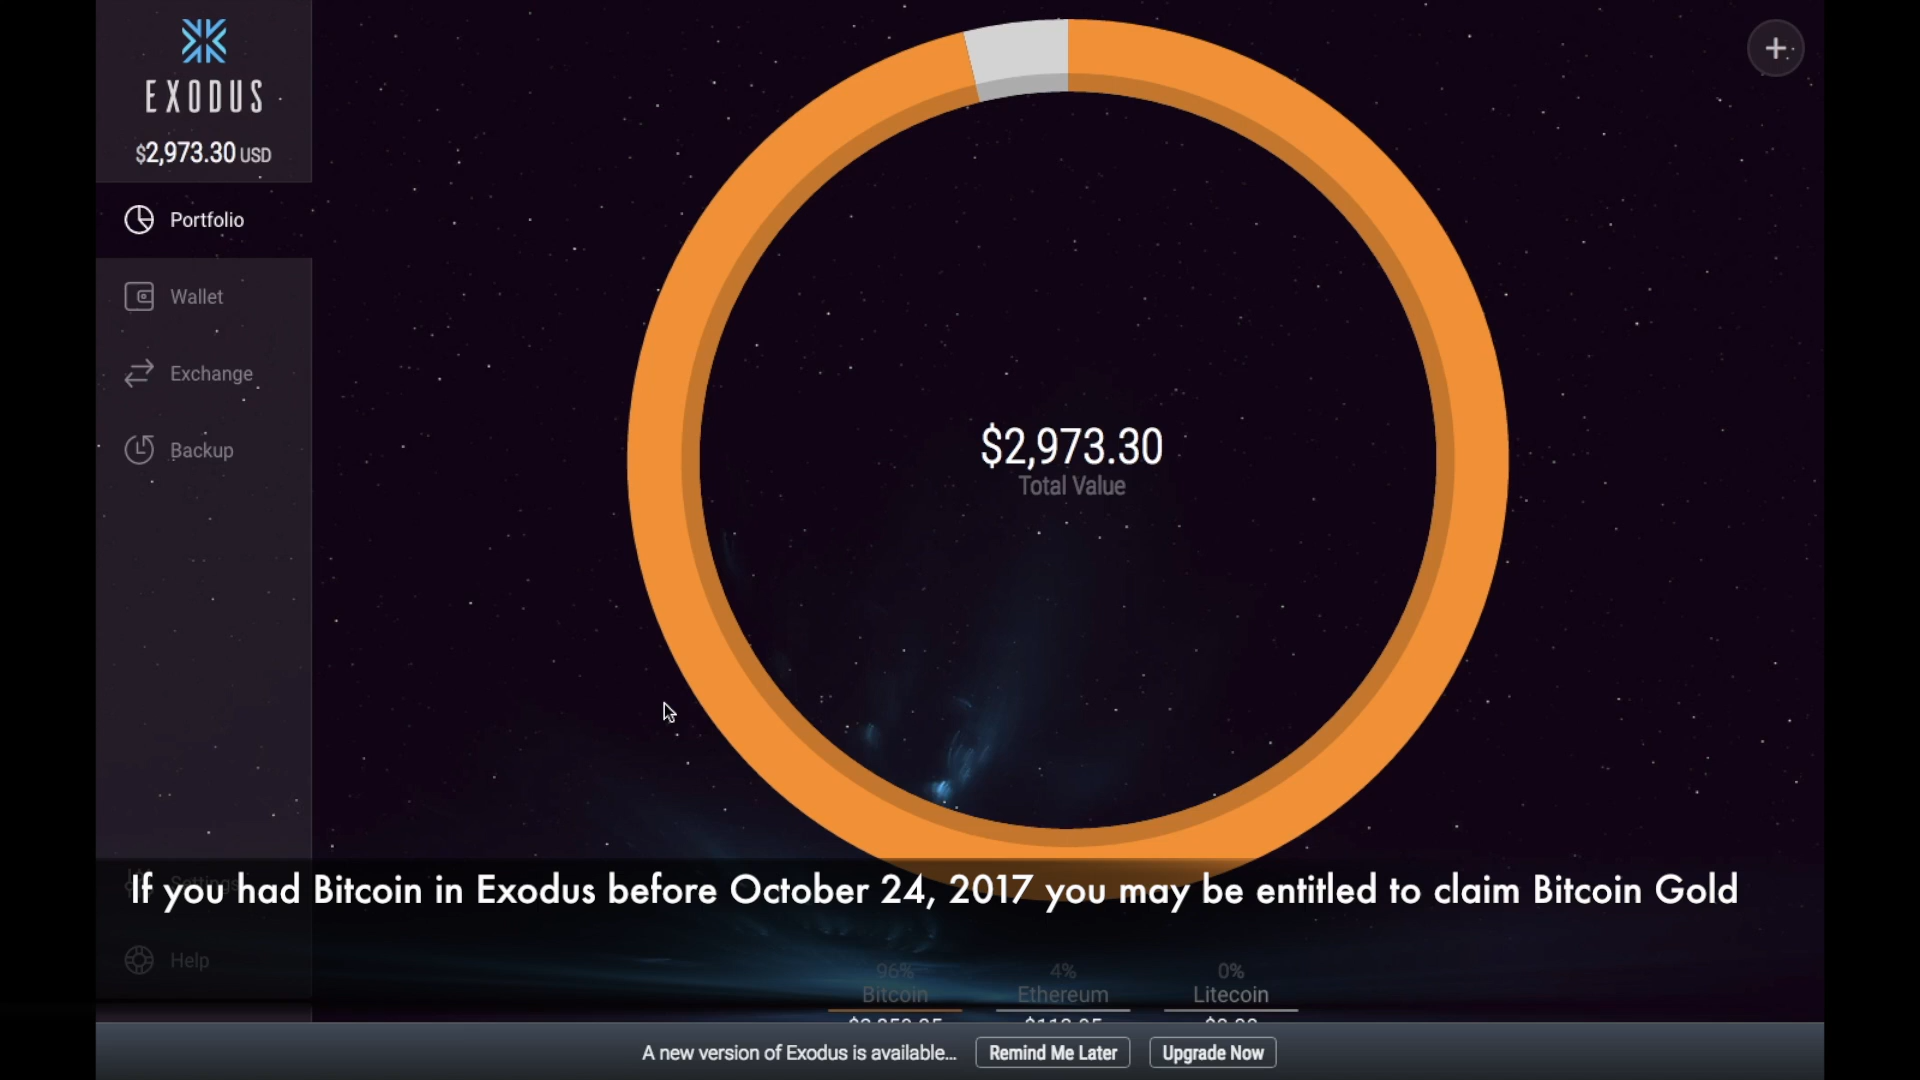 EXODUS
$2,973.30 USD
Portfolio
Wallet
Exchange
Backup
$2,973.30
Total Value
Settings
If you had Bitcoin in Exodus before October 24, 2017 you may be entitled to claim Bitcoin Gold
Help
96% 4% 0%
Bitcoin Ethereum Litecoin
A new version of Exodus is available... Remind Me Later Upgrade Now